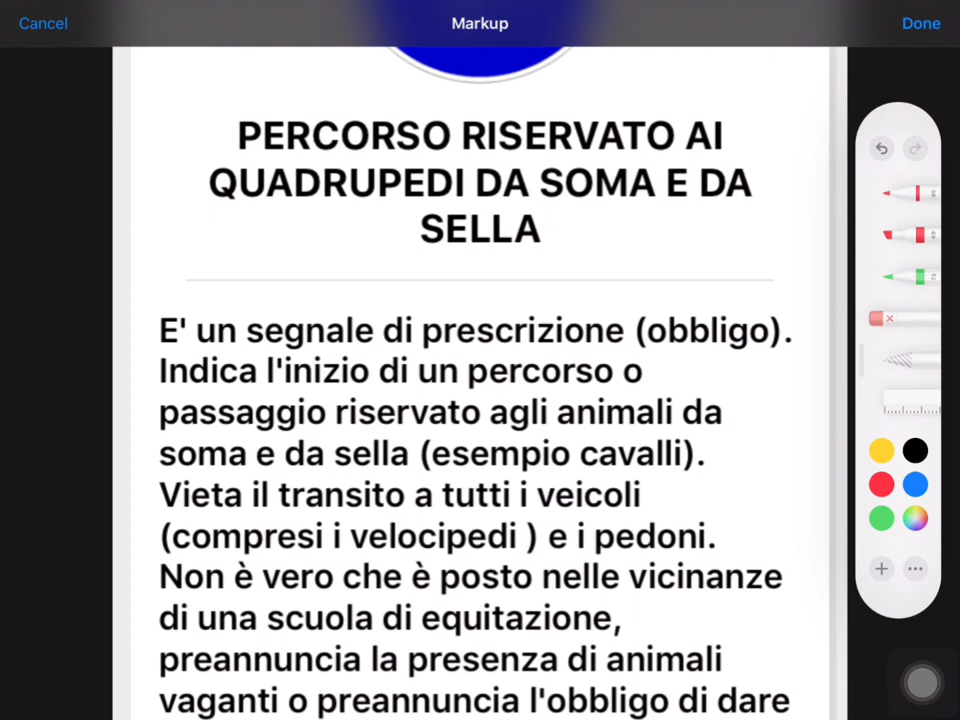 Cancel
Markup
Done
PERCORSO RISERVATO AI
QUADRUPEDI DA SOMA E DA
SELLA
E' un segnale di prescrizione (obbligo).
Indica l'inizio di un percorso o
passaggio riservato agli animali da
soma e da sella (esempio cavalli).
Vieta il transito a tutti i veicoli
(compresi i velocipedi ) e i pedoni.
Non è vero che è posto nelle vicinanze
di una scuola di equitazione,
preannuncia la presenza di animali
vaganti o preannuncia l'obbligo di dare